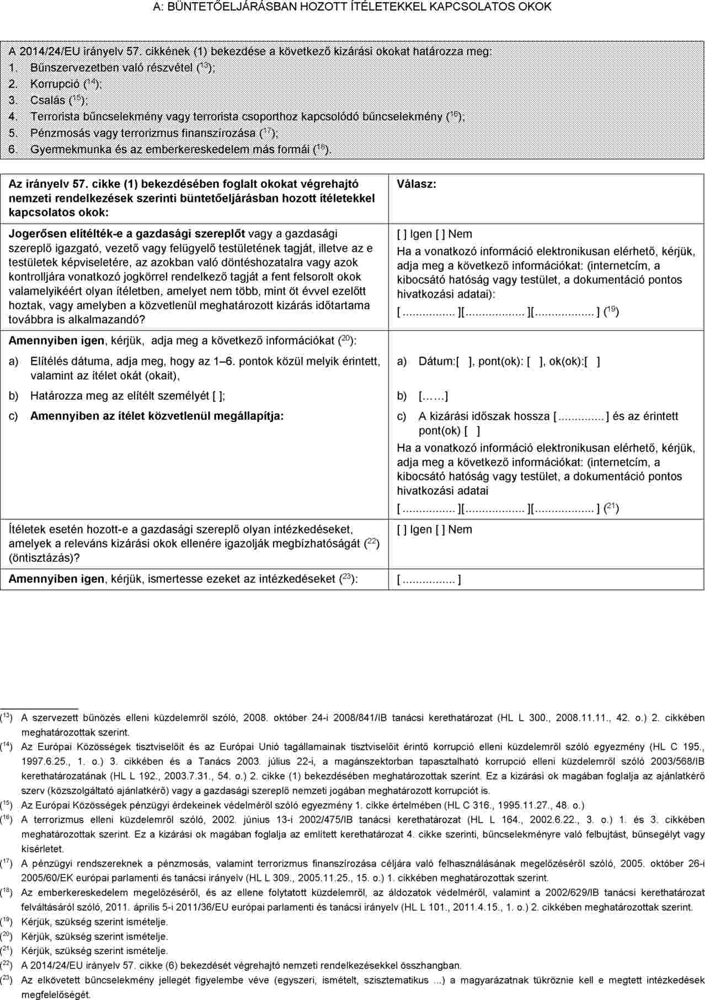 A: BÜNTETŐELJÁRÁSBAN HOZOTT ÍTÉLETEKKEL KAPCSOLATOS OKOK
A 2014/24/EU irányelv 57. cikkének (1) bekezdése a következő kizárási okokat határozza meg:
1. Bűnszervezetben való részvétel (13);
2. Korrupció (14);
3. Csalás (15);
4. Terrorista bűncselekmény vagy terrorista csoporthoz kapcsolódó bűncselekmény (16);
5. Pénzmosás vagy terrorizmus finanszírozása (17);
6. Gyermekmunka és az emberkereskedelem más formái (18).
Az irányelv 57. cikke (1) bekezdésében foglalt okokat végrehajtó
nemzeti rendelkezések szerinti büntetőeljárásban hozott ítéletekkel
kapcsolatos okok:
Válasz:
Jogerősen elítélték-e a gazdasági szereplőt vagy a gazdasági
szereplő igazgató, vezető vagy felügyelő testületének tagját, illetve az e
testületek képviseletére, az azokban való döntéshozatalra vagy azok
kontrolljára vonatkozó jogkörrel rendelkező tagját a fent felsorolt okok
valamelyikéért olyan ítéletben, amelyet nem több, mint öt évvel ezelőtt
hoztak, vagy amelyben a közvetlenül meghatározott kizárás időtartama
továbbra is alkalmazandó?
[ ] Igen [ ] Nem
Ha a vonatkozó információ elektronikusan elérhető, kérjük,
adja meg a következő információkat: (internetcím, a
kibocsátó hatóság vagy testület, a dokumentáció pontos
hivatkozási adatai):
[ ................ ][.................. ][.................. ] (19)
Amennyiben igen, kérjük, adja meg a következő információkat (20):
a) Elítélés dátuma, adja meg, hogy az 1–6. pontok közül melyik érintett,
valamint az ítélet okát (okait),
a) Dátum:[ ], pont(ok): [ ], ok(ok):[ ]
b) Határozza meg az elítélt személyét [ ];
b) [……]
c) Amennyiben az ítélet közvetlenül megállapítja:
c) A kizárási időszak hossza [ .............. ] és az érintett
pont(ok) [ ]
Ha a vonatkozó információ elektronikusan elérhető, kérjük,
adja meg a következő információkat: (internetcím, a
kibocsátó hatóság vagy testület, a dokumentáció pontos
hivatkozási adatai
[ ................ ][.................. ][.................. ] (21)
Ítéletek esetén hozott-e a gazdasági szereplő olyan intézkedéseket,
amelyek a releváns kizárási okok ellenére igazolják megbízhatóságát (22)
(öntisztázás)?
[ ] Igen [ ] Nem
Amennyiben igen, kérjük, ismertesse ezeket az intézkedéseket (23):
[ ................ ]
(13) A szervezett bűnözés elleni küzdelemről szóló, 2008. október 24-i 2008/841/IB tanácsi kerethatározat (HL L 300., 2008.11.11., 42. o.) 2. cikkében
meghatározottak szerint.
(14) Az Európai Közösségek tisztviselőit és az Európai Unió tagállamainak tisztviselőit érintő korrupció elleni küzdelemről szóló egyezmény (HL C 195.,
1997.6.25., 1. o.) 3. cikkében és a Tanács 2003. július 22-i, a magánszektorban tapasztalható korrupció elleni küzdelemről szóló 2003/568/IB
kerethatározatának (HL L 192., 2003.7.31., 54. o.) 2. cikke (1) bekezdésében meghatározottak szerint. Ez a kizárási ok magában foglalja az ajánlatkérő
szerv (közszolgáltató ajánlatkérő) vagy a gazdasági szereplő nemzeti jogában meghatározott korrupciót is.
(15) Az Európai Közösségek pénzügyi érdekeinek védelméről szóló egyezmény 1. cikke értelmében (HL C 316., 1995.11.27., 48. o.)
(16) A terrorizmus elleni küzdelemről szóló, 2002. június 13-i 2002/475/IB tanácsi kerethatározat (HL L 164., 2002.6.22., 3. o.) 1. és 3. cikkében
meghatározottak szerint. Ez a kizárási ok magában foglalja az említett kerethatározat 4. cikke szerinti, bűncselekményre való felbujtást, bűnsegélyt vagy
kísérletet.
(17) A pénzügyi rendszereknek a pénzmosás, valamint terrorizmus finanszírozása céljára való felhasználásának megelőzéséről szóló, 2005. október 26-i
2005/60/EK európai parlamenti és tanácsi irányelv (HL L 309., 2005.11.25., 15. o.) 1. cikkében meghatározottak szerint.
(18) Az emberkereskedelem megelőzéséről, és az ellene folytatott küzdelemről, az áldozatok védelméről, valamint a 2002/629/IB tanácsi kerethatározat
felváltásáról szóló, 2011. április 5-i 2011/36/EU európai parlamenti és tanácsi irányelv (HL L 101., 2011.4.15., 1. o.) 2. cikkében meghatározottak szerint.
(19) Kérjük, szükség szerint ismételje.
(20) Kérjük, szükség szerint ismételje.
(21) Kérjük, szükség szerint ismételje.
(22) A 2014/24/EU irányelv 57. cikke (6) bekezdését végrehajtó nemzeti rendelkezésekkel összhangban.
(23) Az elkövetett bűncselekmény jellegét figyelembe véve (egyszeri, ismételt, szisztematikus ...) a magyarázatnak tükröznie kell e megtett intézkedések
megfelelőségét.